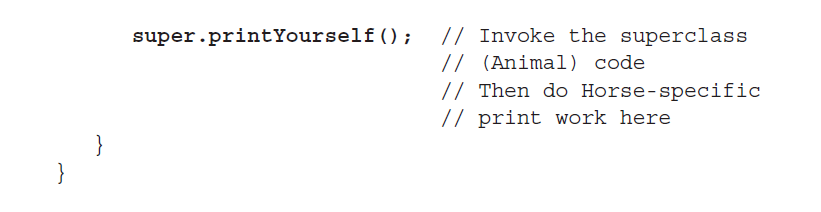 super.printYourself();  // Invoke the superclass
// (Animal) code
// Then do Horse-specific
// print work here
}
}